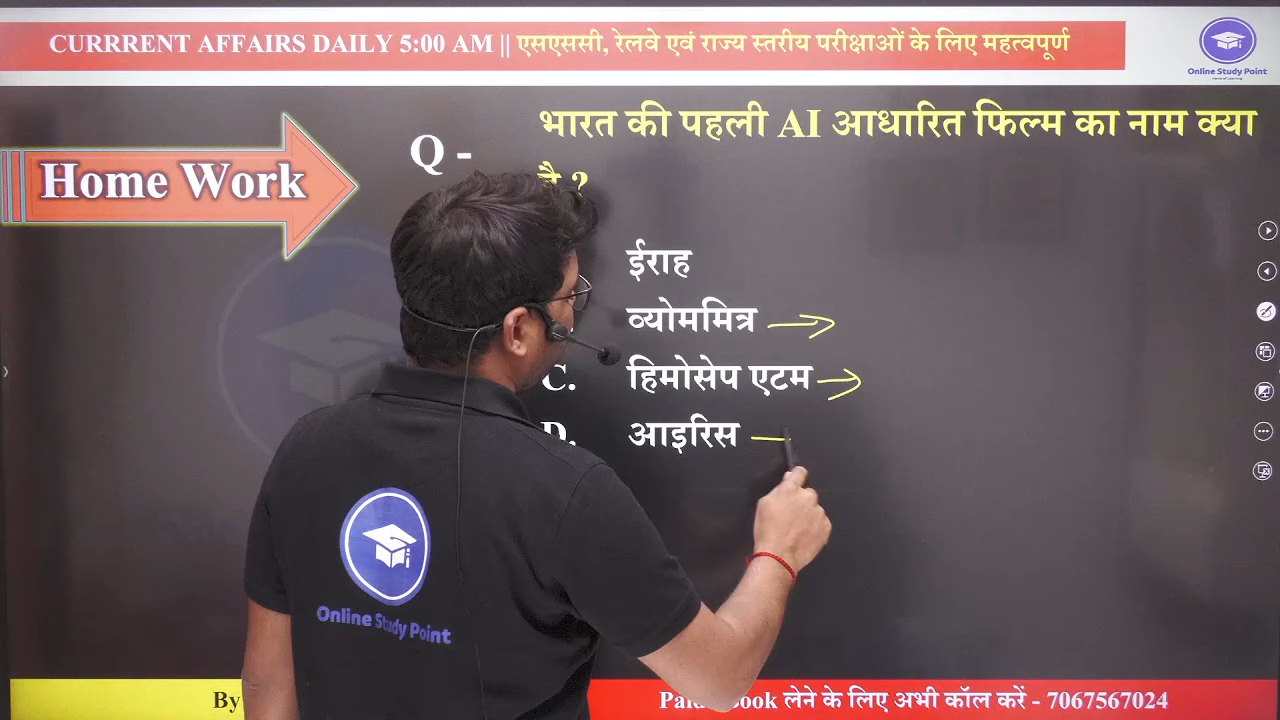 CURRRENT AFFAIRS DAILY 5:00 AM || एसएससी, रेलवे एवं राज्य स्तरीय परीक्षाओं के लिए महत्वपूर्ण
Online Study Point
Home Work
Q -
भारत की पहली AI आधारित फिल्म का नाम क्या
है ?
ईराह
व्योममित्र
C. हिमोसेप एटम
D. आइरिस
Online Study Point
By
लेने के लिए अभी कॉल करें - 7067567024